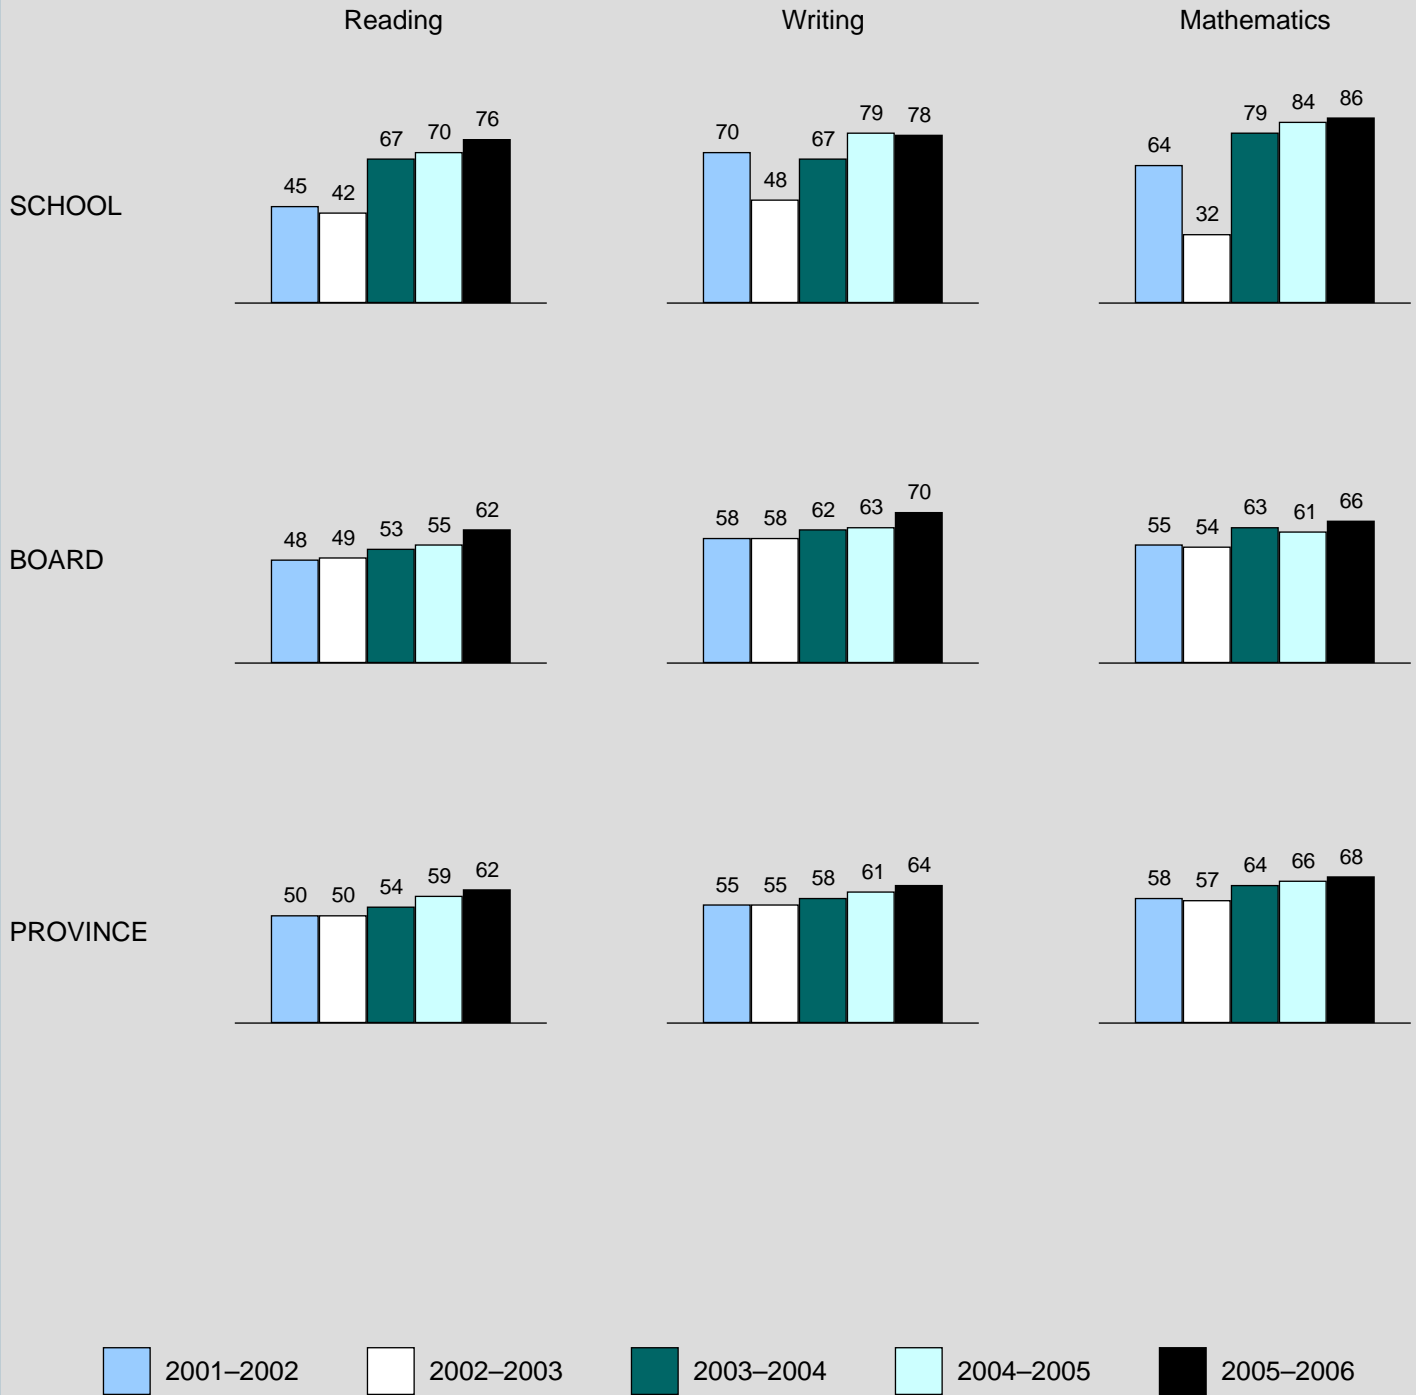 Reading Writing Mathematics
SCHOOL
45 42 67 70 76
70 48 67 79 78
64 32 79 84 86
BOARD
48 49 53 55 62
58 58 62 63 70
55 54 63 61 66
PROVINCE
50 50 54 59 62
55 55 58 61 64
58 57 64 66 68
2001–2002 2002–2003 2003–2004 2004–2005 2005–2006